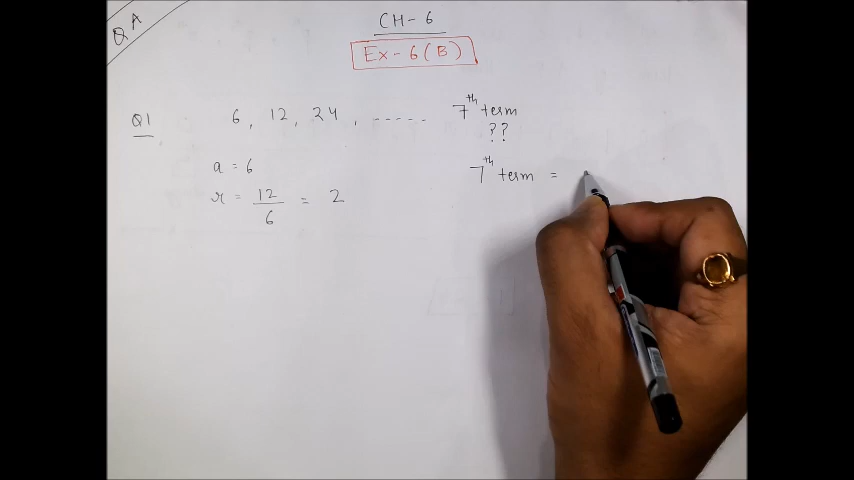 QA
CH-6
Ex-6(B)
Q1 6, 12, 24, ----- 7th term
??
a = 6
7th term =
r = 12/6 = 2